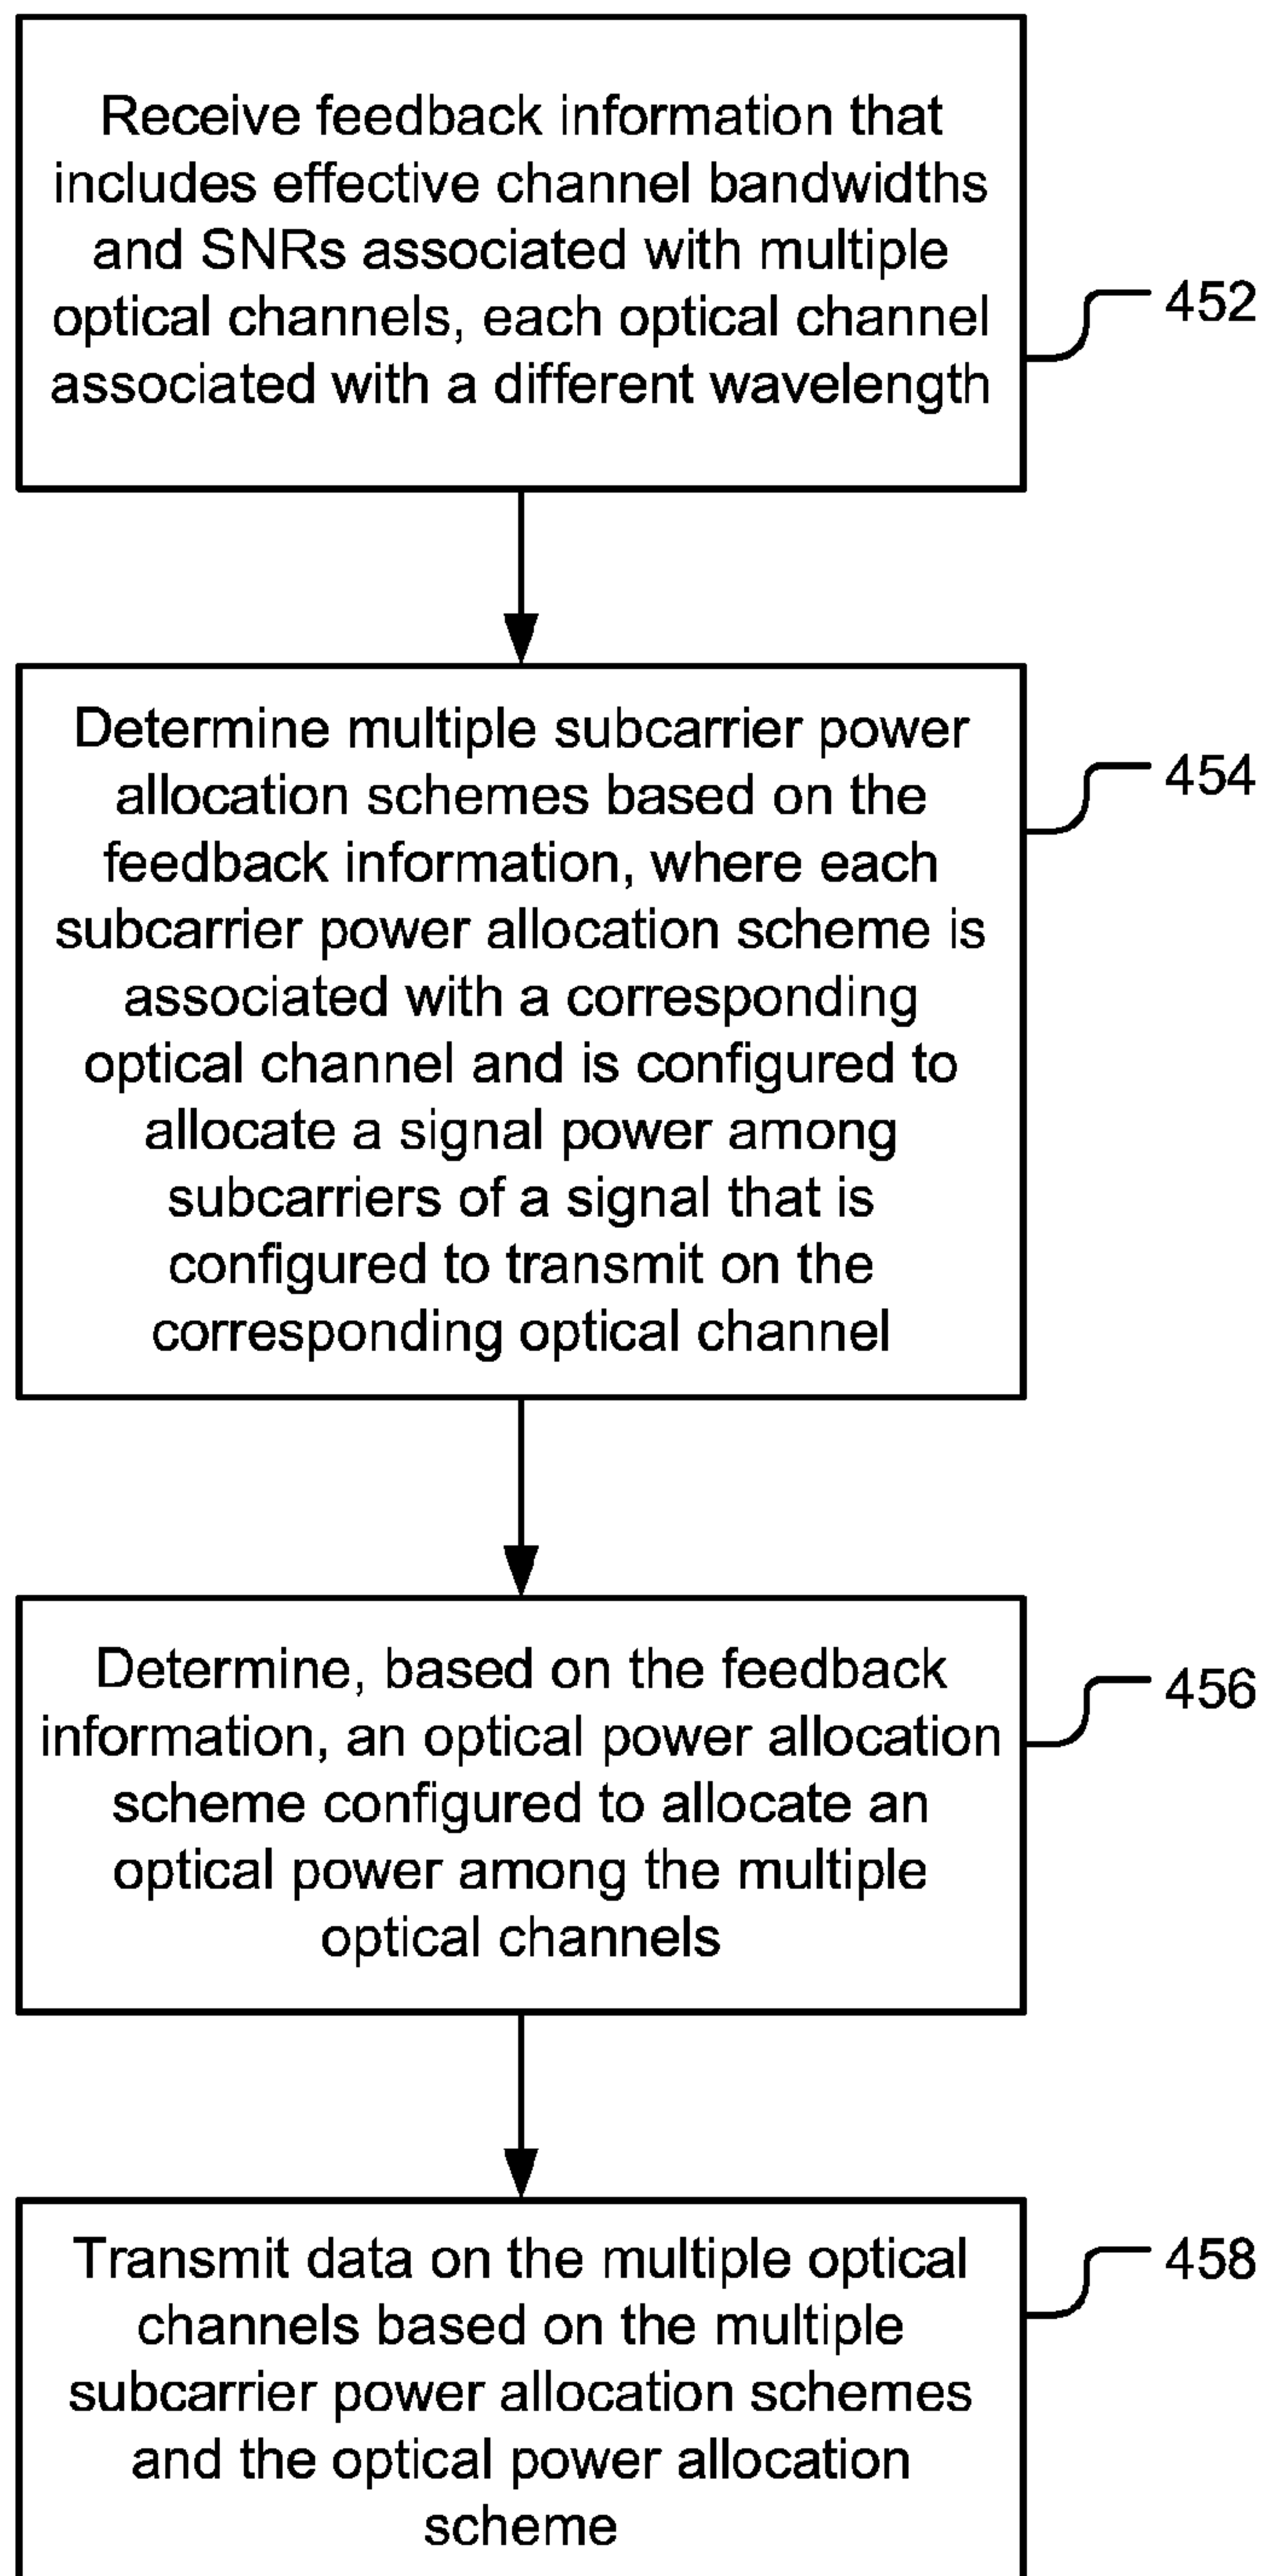 Receive feedback information that
includes effective channel bandwidths
and SNRs associated with multiple
optical channels, each optical channel
associated with a different wavelength
452
Determine multiple subcarrier power
allocation schemes based on the
feedback information, where each
subcarrier power allocation scheme is
associated with a corresponding
optical channel and is configured to
allocate a signal power among
subcarriers of a signal that is
configured to transmit on the
corresponding optical channel
454
Determine, based on the feedback
information, an optical power allocation
scheme configured to allocate an
optical power among the multiple
optical channels
456
Transmit data on the multiple optical
channels based on the multiple
subcarrier power allocation schemes
and the optical power allocation
scheme
458